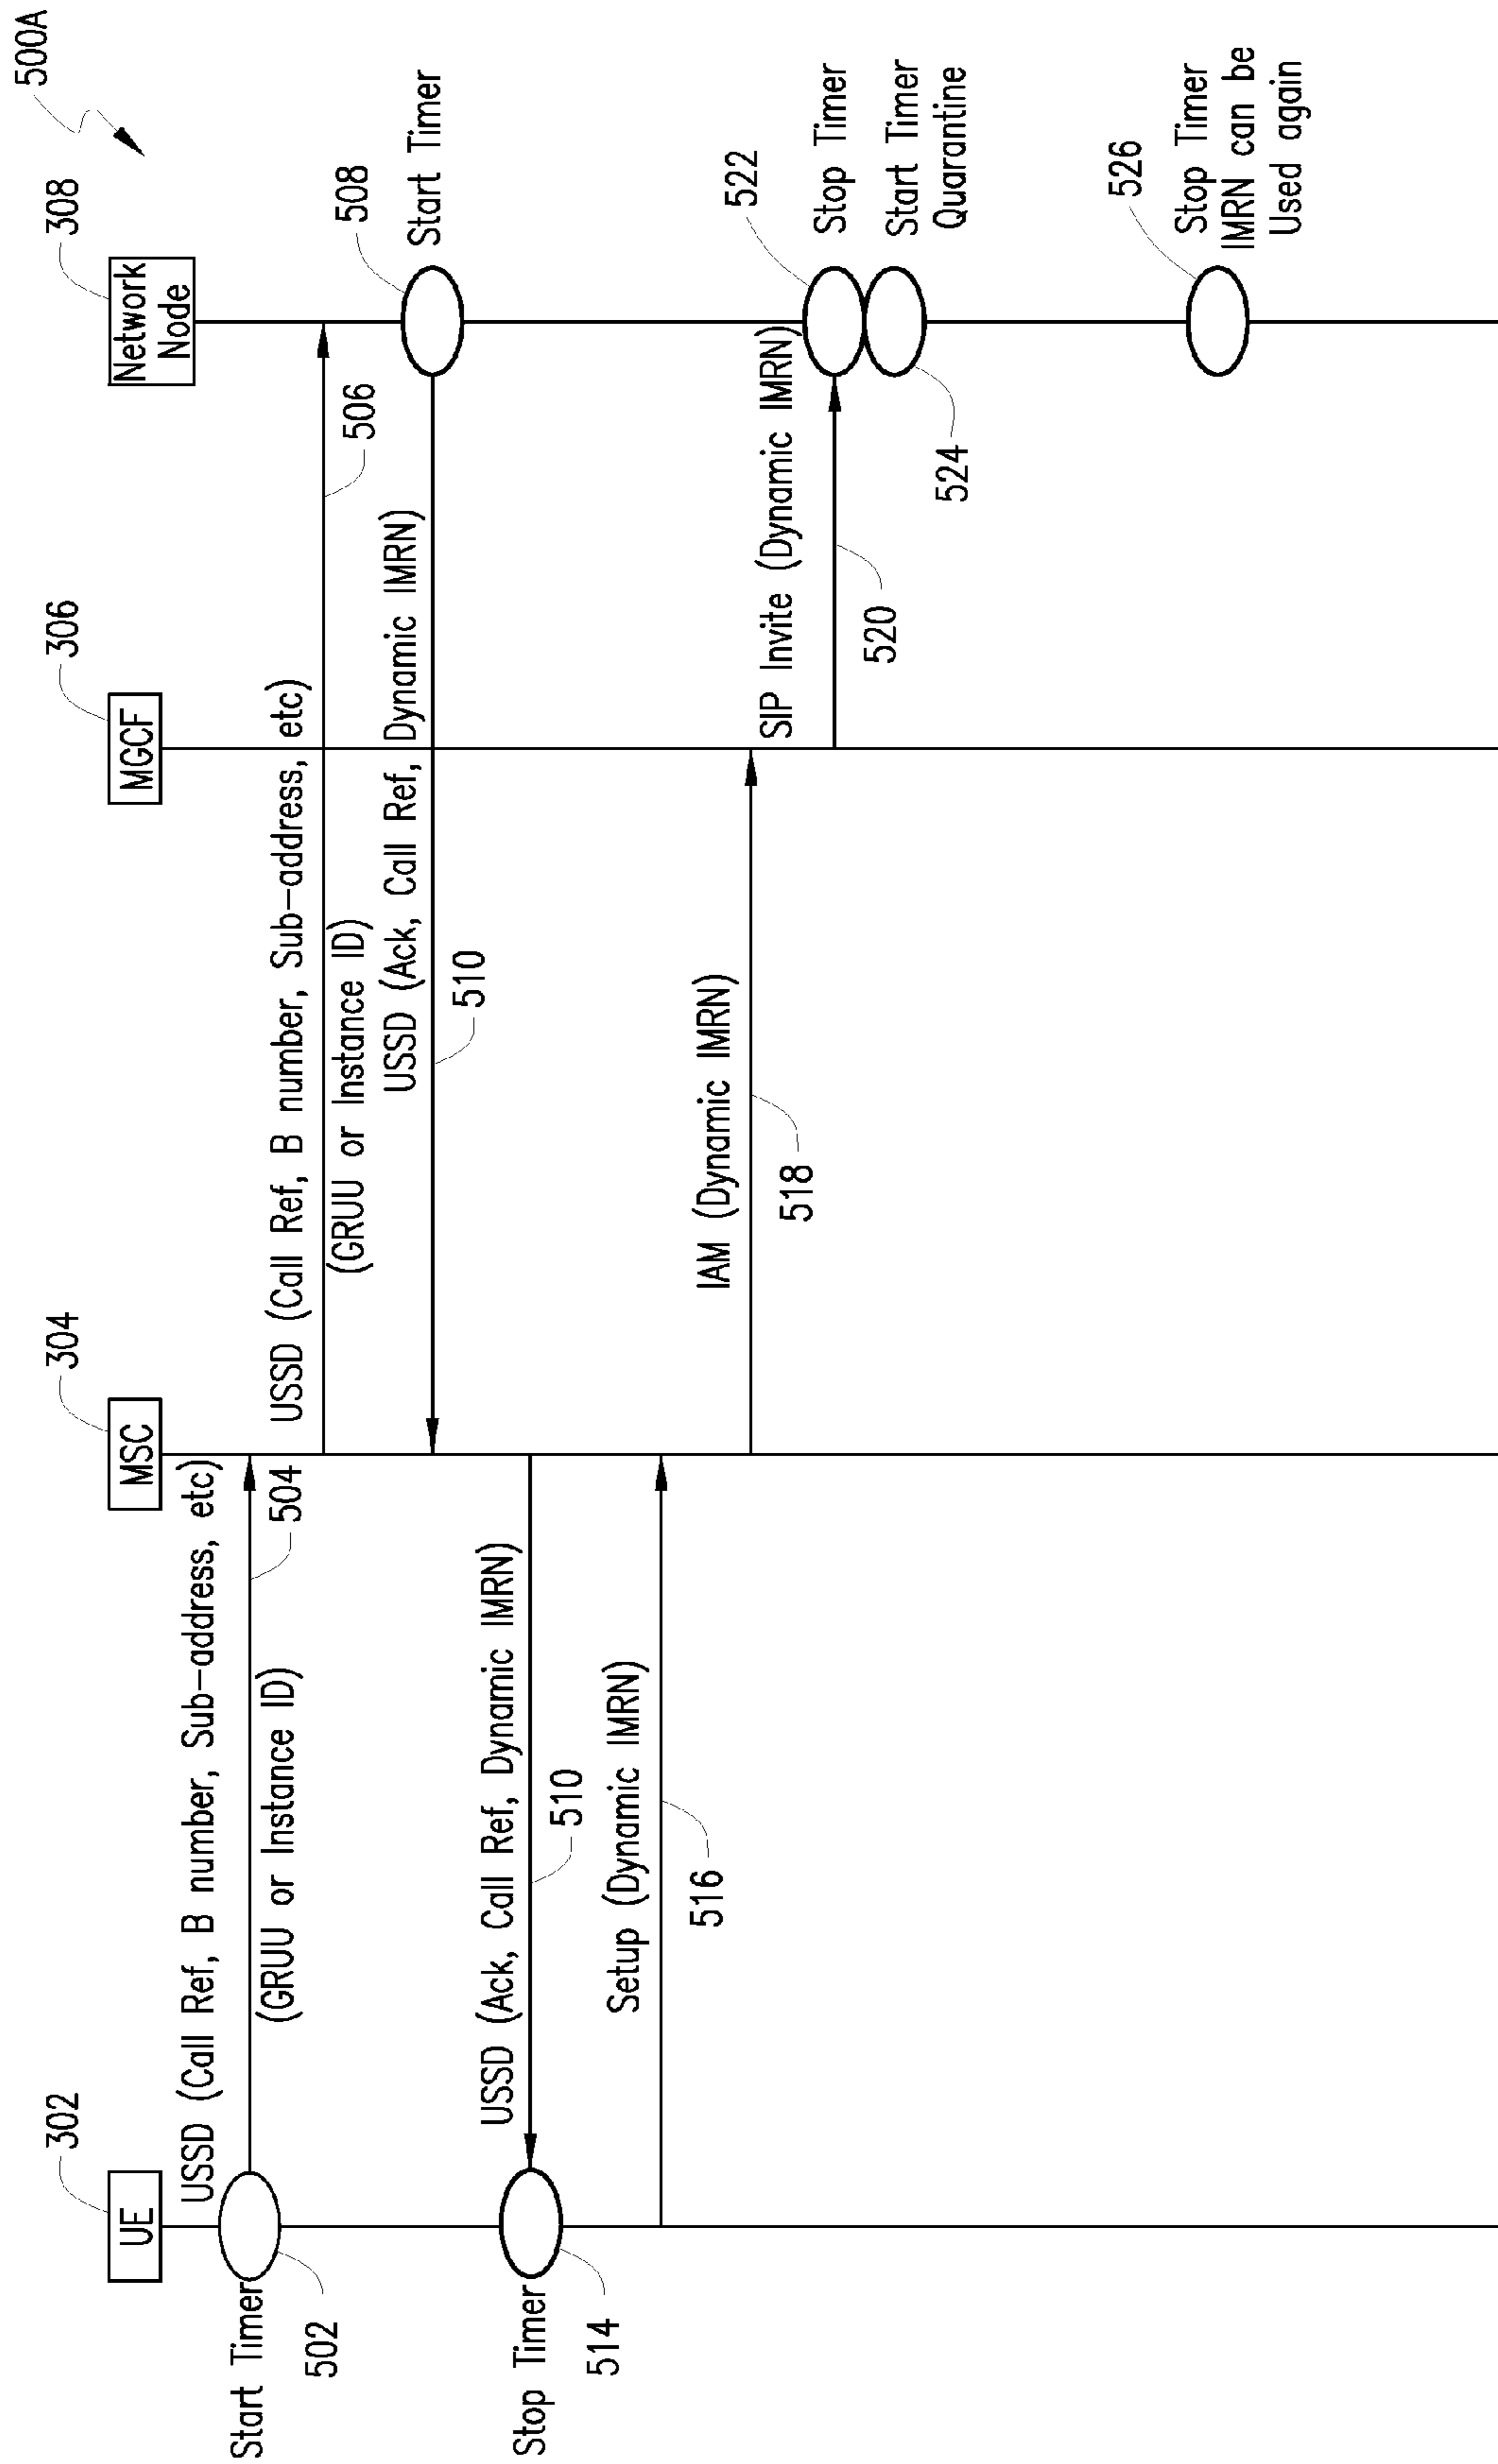 500A
302
304
306
308
UE
MSC
MGCF
Network
Node
USSD (Call Ref, B number, Sub-address, etc)
Start Timer
502
504
(GRUU or Instance ID)
USSD (Call Ref, B number, Sub-address, etc)
506
(GRUU or Instance ID)
508
Start Timer
USSD (Ack, Call Ref, Dynamic IMRN)
510
USSD (Ack, Call Ref, Dynamic IMRN)
510
Stop Timer
514
Setup (Dynamic IMRN)
516
IAM (Dynamic IMRN)
518
SIP Invite (Dynamic IMRN)
520
522
Stop Timer
524
Start Timer
Quarantine
526
Stop Timer
IMRN can be
Used again